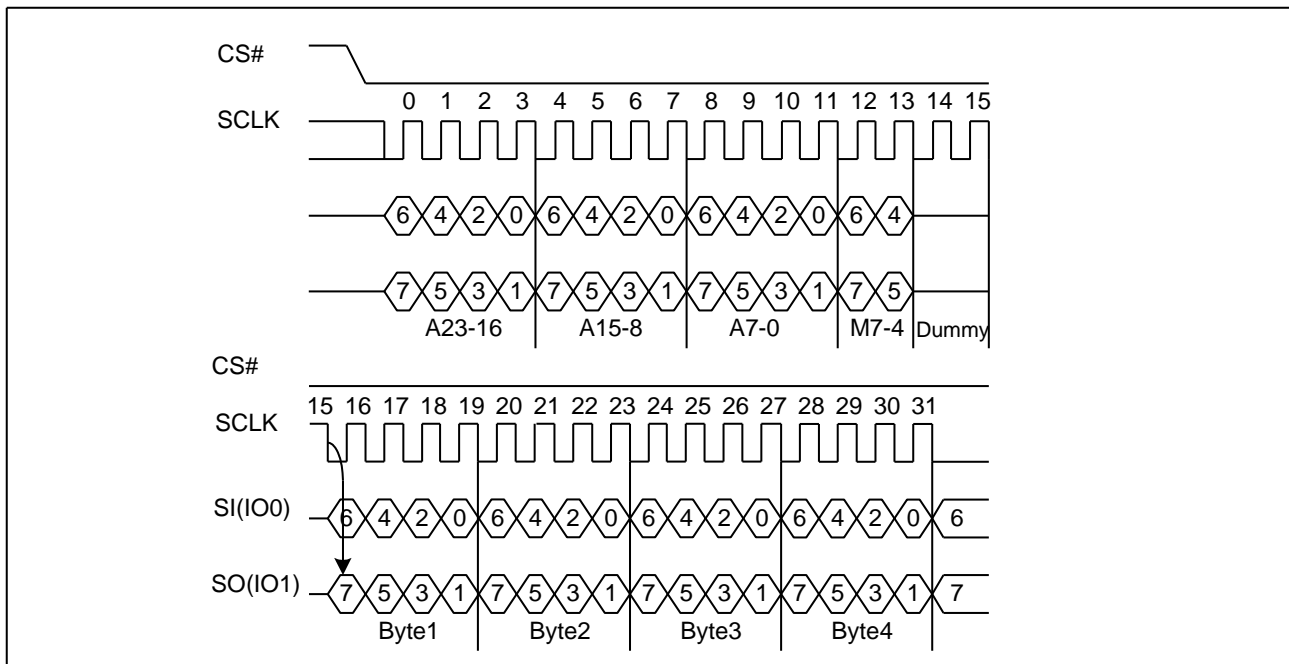 CS#
0 1 2 3 4 5 6 7 8 9 10 11 12 13 14 15
SCLK
6 4 2 0 6 4 2 0 6 4 2 0 6 4
7 5 3 1 7 5 3 1 7 5 3 1 7 5
A23-16 A15-8 A7-0 M7-4 Dummy
CS#
15 16 17 18 19 20 21 22 23 24 25 26 27 28 29 30 31
SCLK
SI(IO0) 6 4 2 0 6 4 2 0 6 4 2 0 6 4 2 0 6
SO(IO1) 7 5 3 1 7 5 3 1 7 5 3 1 7 5 3 1 7
Byte1 Byte2 Byte3 Byte4